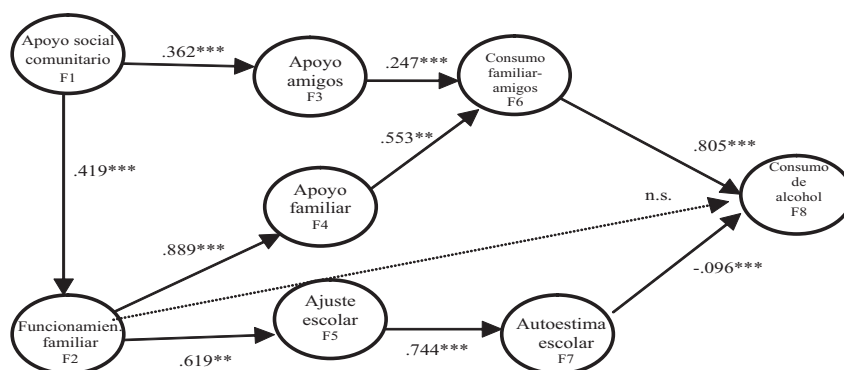 Apoyo social
comunitario
F1
.362***
Apoyo
amigos
F3
.247***
Consumo
familiar-
amigos
F6
.419***
.553**
.805***
Apoyo
familiar
F4
n.s.
Consumo
de
alcohol
F8
.889***
-.096***
Funcionamien.
familiar
F2
.619**
Ajuste
escolar
F5
.744***
Autoestima
escolar
F7